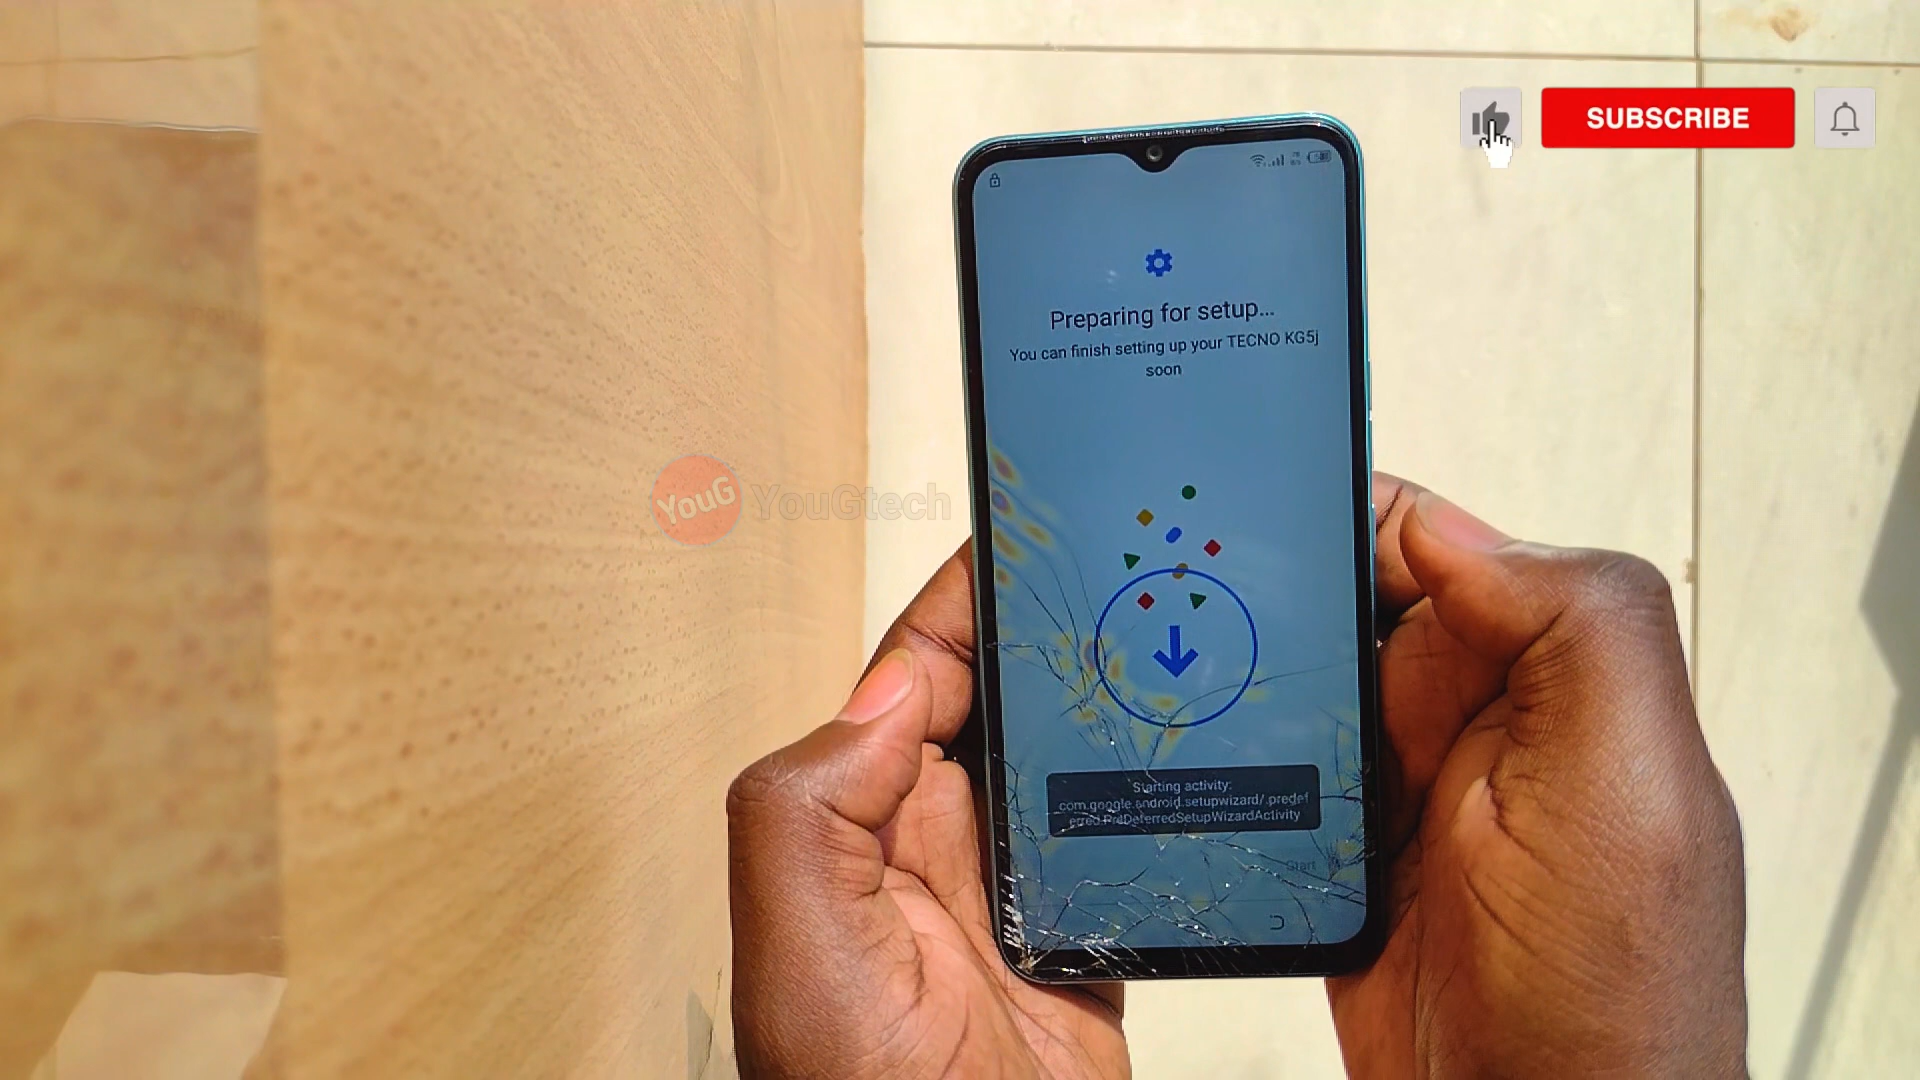 SUBSCRIBE
Preparing for setup...
You can finish setting up your TECNO KG5j
soon
YouG YouGtech
Starting activity:
com.google.android.setupwizard/.predef
erred.PreDeferredSetupWizardActivity
Start